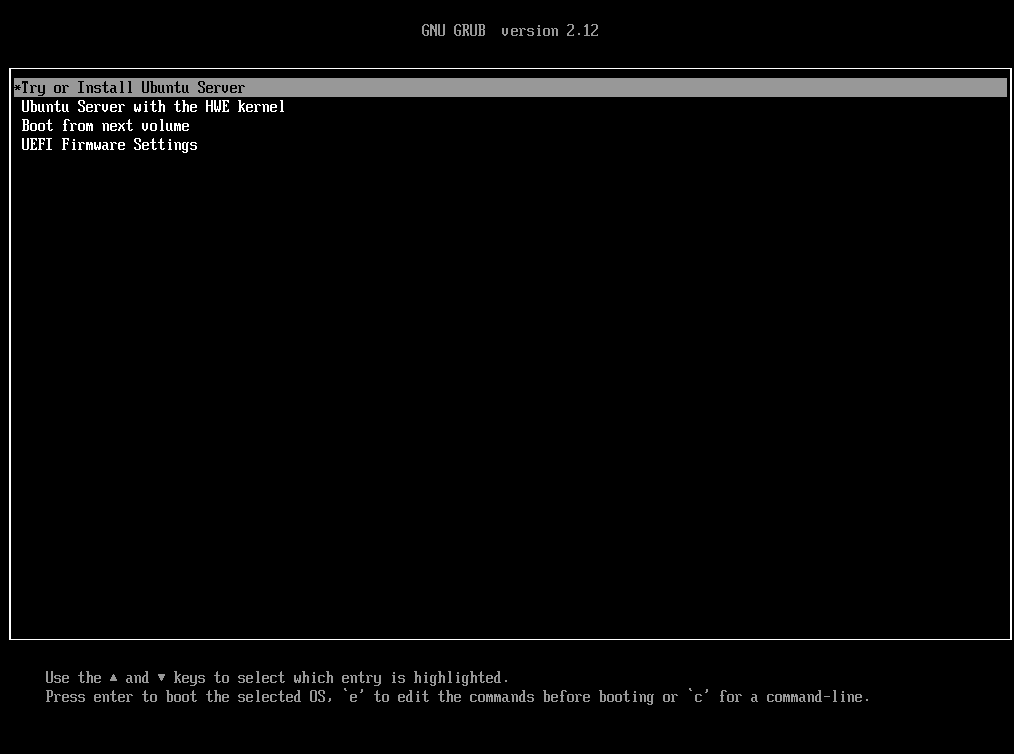 GNU GRUB  version 2.12
*Try or Install Ubuntu Server
Ubuntu Server with the HWE kernel
Boot from next volume
UEFI Firmware Settings
Use the ▲ and ▼ keys to select which entry is highlighted.
Press enter to boot the selected OS, `e' to edit the commands before booting or `c' for a command-line.